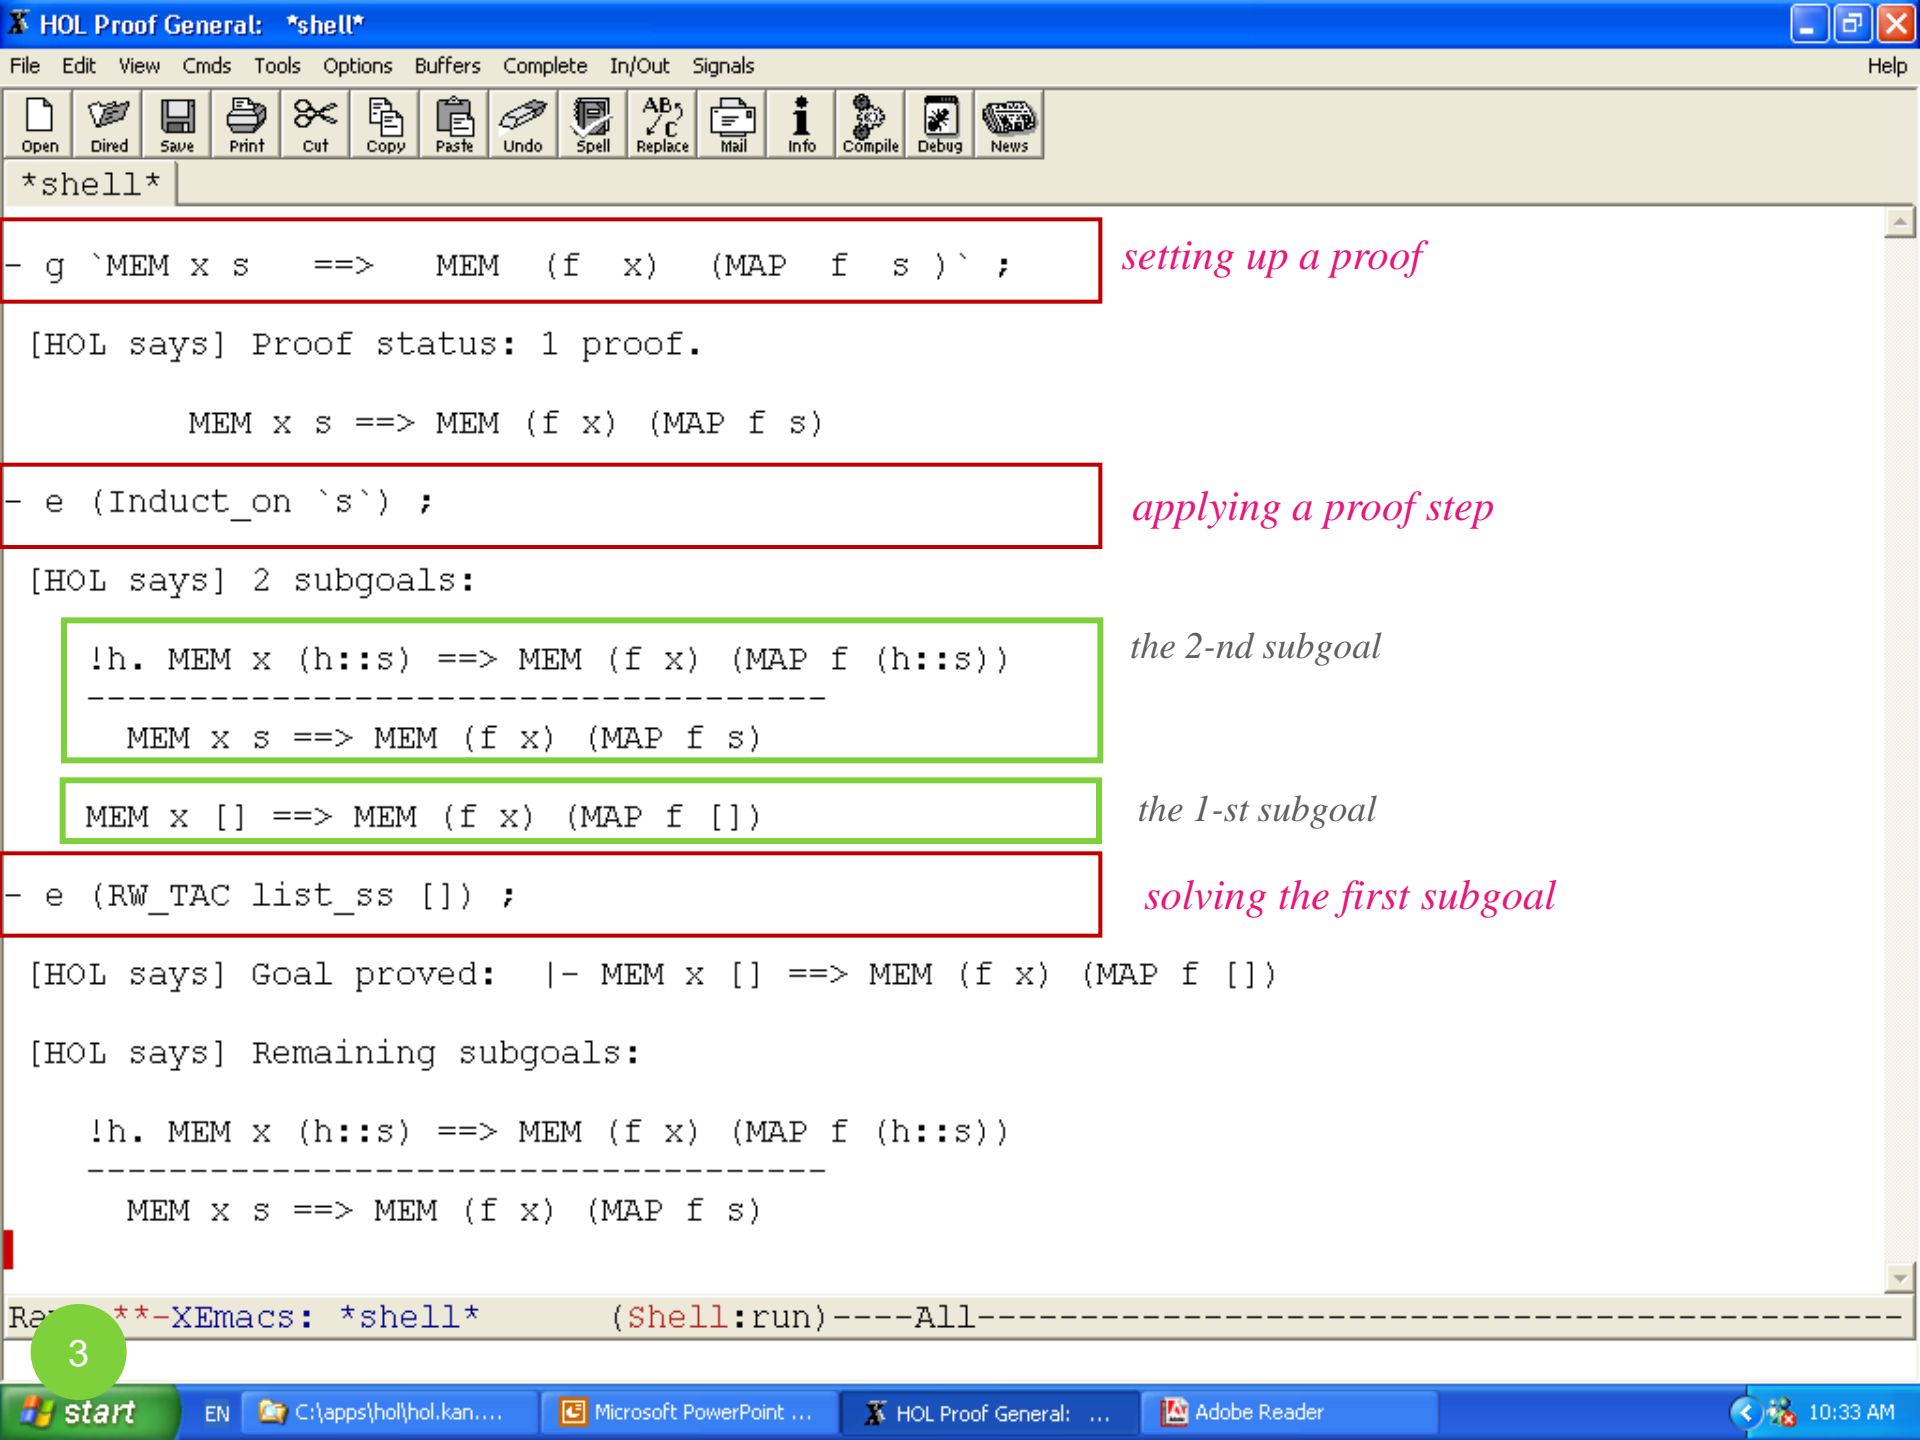 HOL Proof General: *shell*
File Edit View Cmds Tools Options Buffers Complete In/Out Signals Help
Open Dired Save Print Cut Copy Paste Undo Spell Replace Mail Info Compile Debug News
*shell*
- g `MEM x s ==> MEM (f x) (MAP f s )` ;
setting up a proof
[HOL says] Proof status: 1 proof.
MEM x s ==> MEM (f x) (MAP f s)
- e (Induct_on `s`) ;
applying a proof step
[HOL says] 2 subgoals:
!h. MEM x (h::s) ==> MEM (f x) (MAP f (h::s))
the 2-nd subgoal
------------------------------------
MEM x s ==> MEM (f x) (MAP f s)
MEM x [] ==> MEM (f x) (MAP f [])
the 1-st subgoal
- e (RW_TAC list_ss []) ;
solving the first subgoal
[HOL says] Goal proved: |- MEM x [] ==> MEM (f x) (MAP f [])
[HOL says] Remaining subgoals:
!h. MEM x (h::s) ==> MEM (f x) (MAP f (h::s))
------------------------------------
MEM x s ==> MEM (f x) (MAP f s)
**-XEmacs: *shell* (Shell:run)----All---------------------------------------------
3
start EN C:\apps\hol\hol.kan.... Microsoft PowerPoint ... HOL Proof General: ... Adobe Reader 10:33 AM